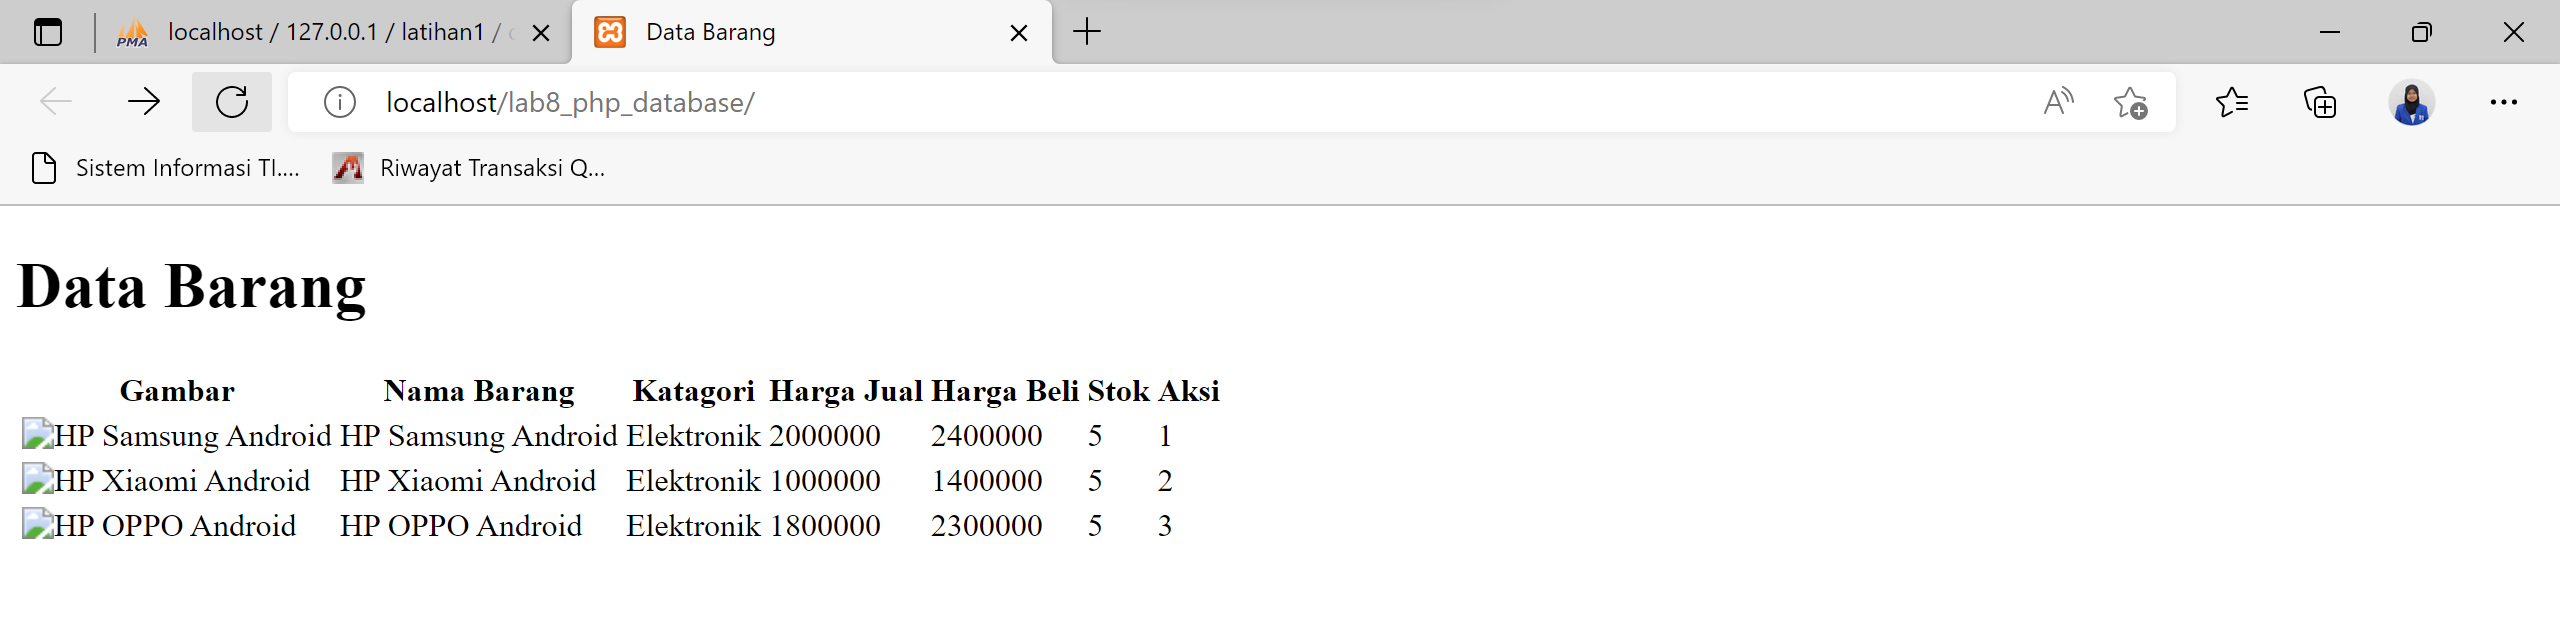 PMA localhost / 127.0.0.1 / latihan1 / Data Barang
localhost/lab8_php_database/
Sistem Informasi TI.... Riwayat Transaksi Q...
Data Barang
Gambar Nama Barang Katagori Harga Jual Harga Beli Stok Aksi
HP Samsung Android HP Samsung Android Elektronik 2000000 2400000 5 1
HP Xiaomi Android HP Xiaomi Android Elektronik 1000000 1400000 5 2
HP OPPO Android HP OPPO Android Elektronik 1800000 2300000 5 3